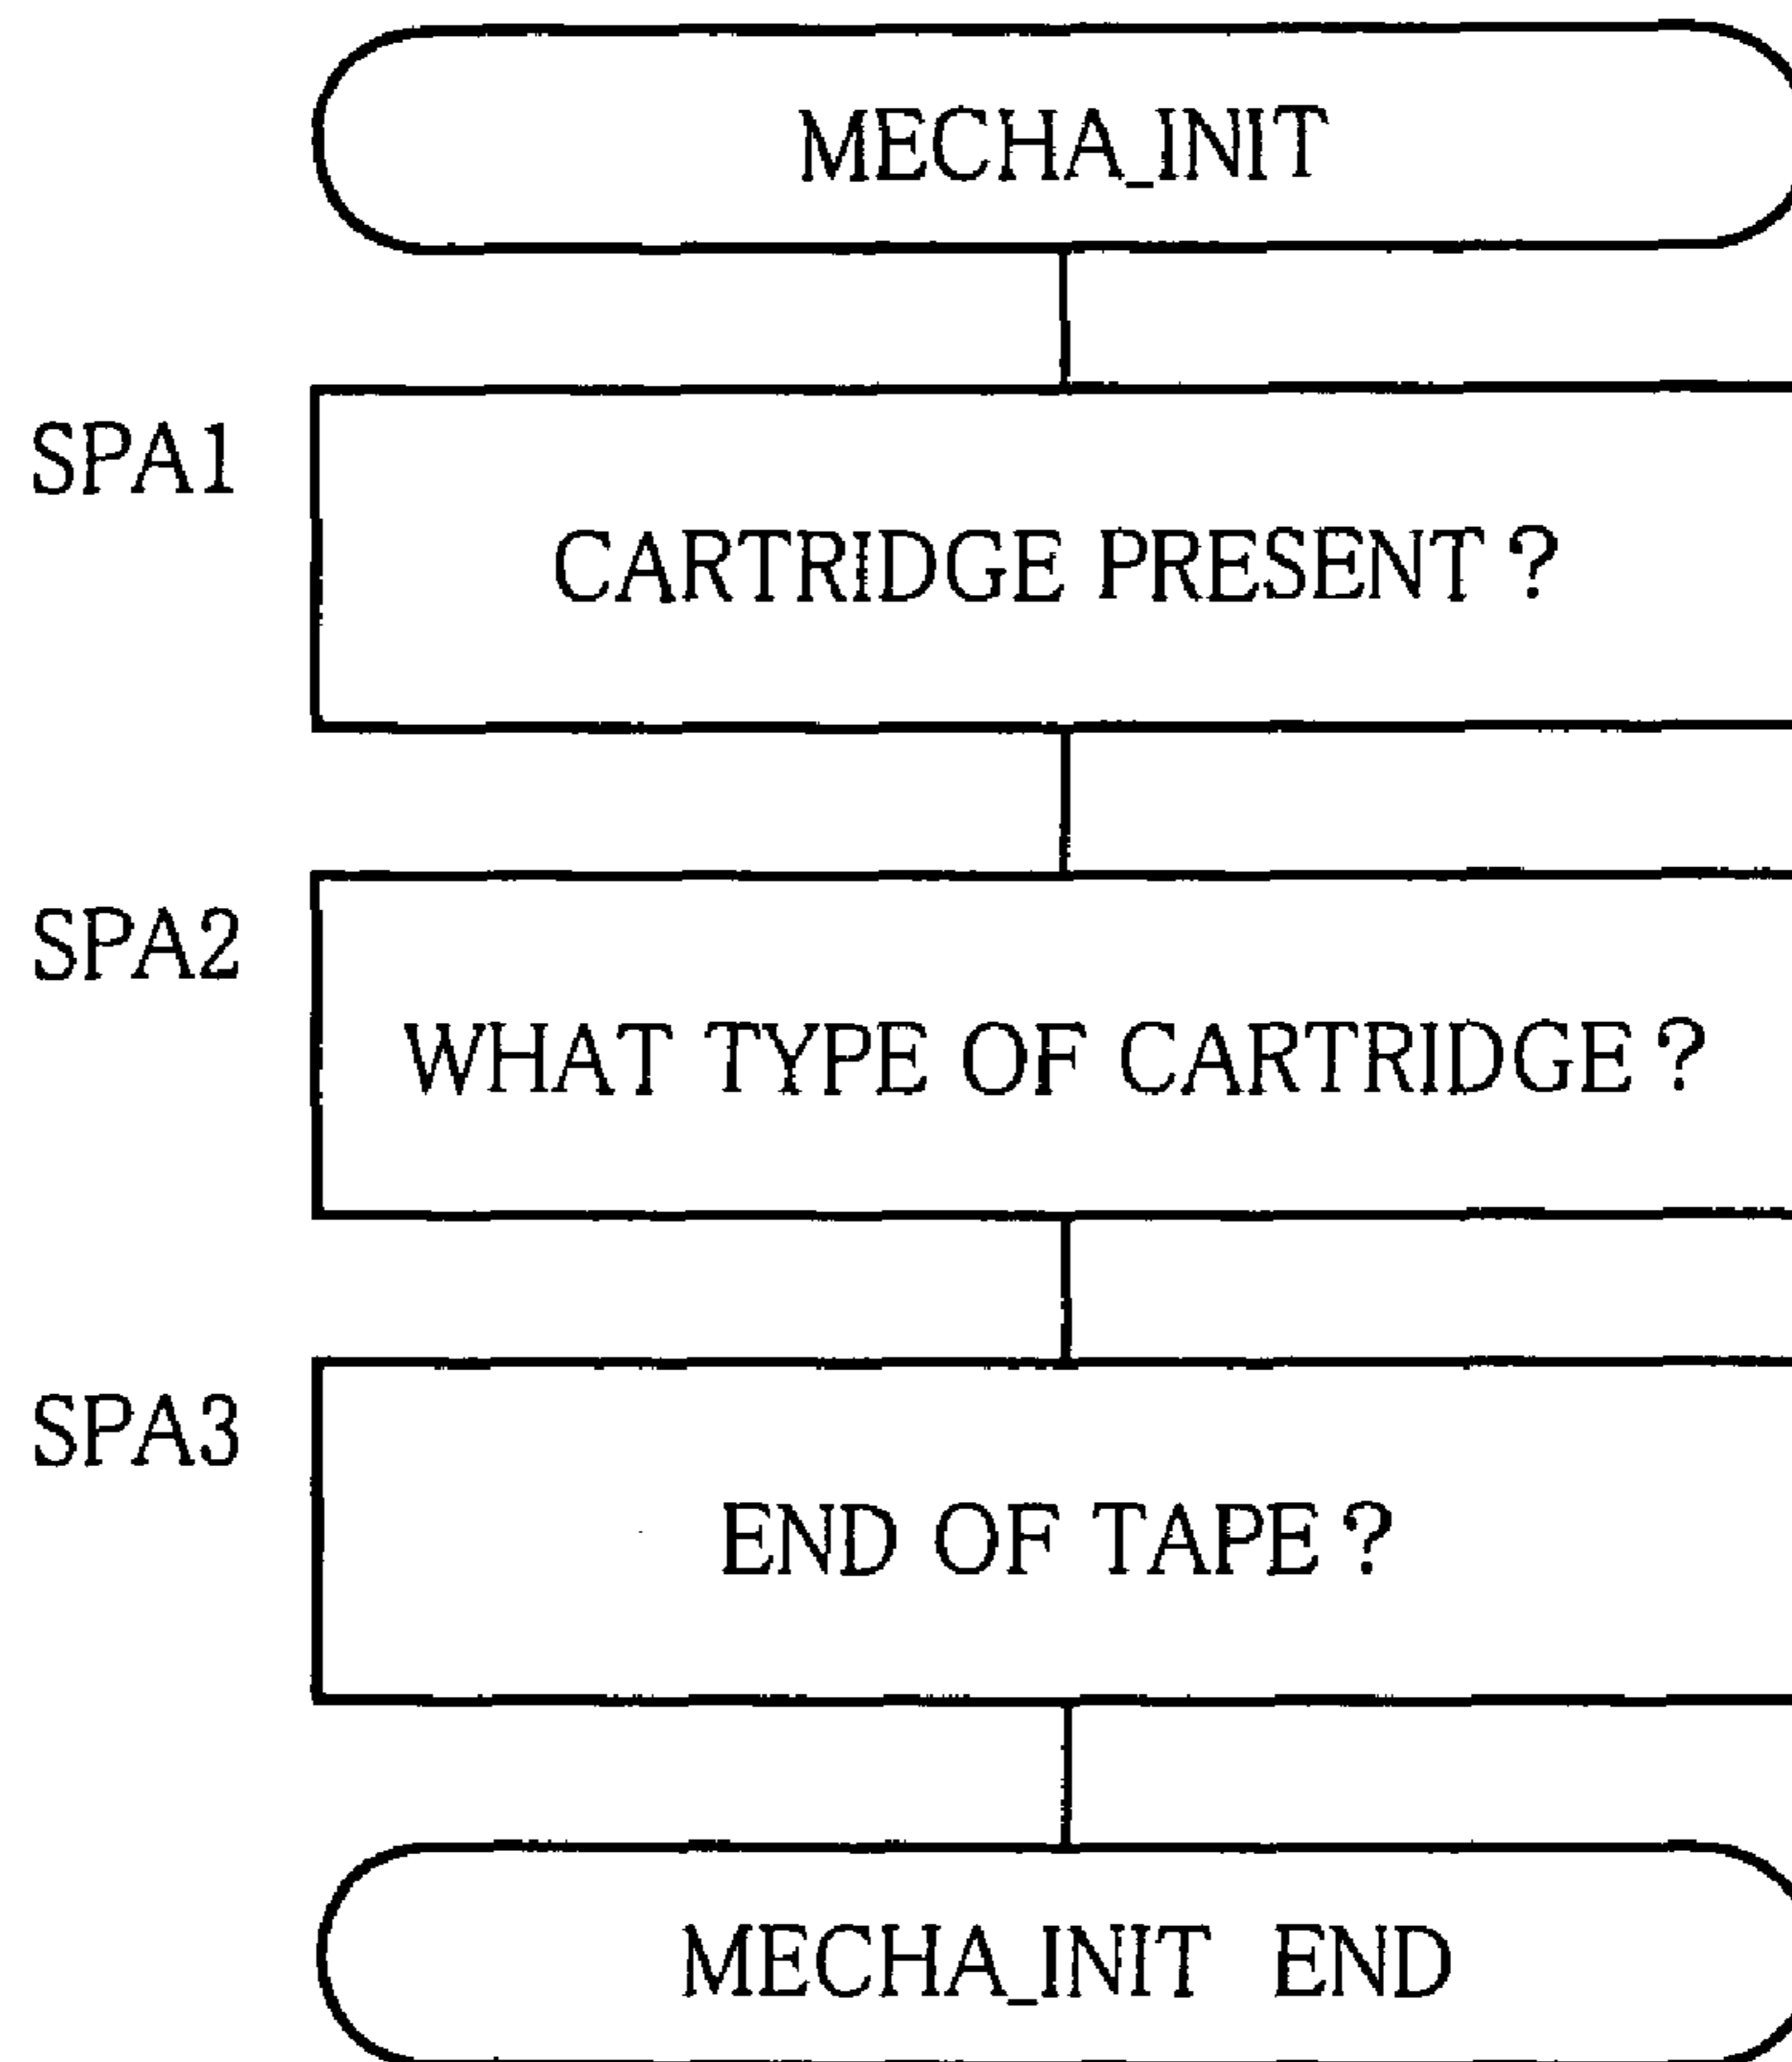 MECHA_INIT
SPA1
CARTRIDGE PRESENT ?
SPA2
WHAT TYPE OF CARTRIDGE ?
SPA3
END OF TAPE ?
MECHA_INIT END